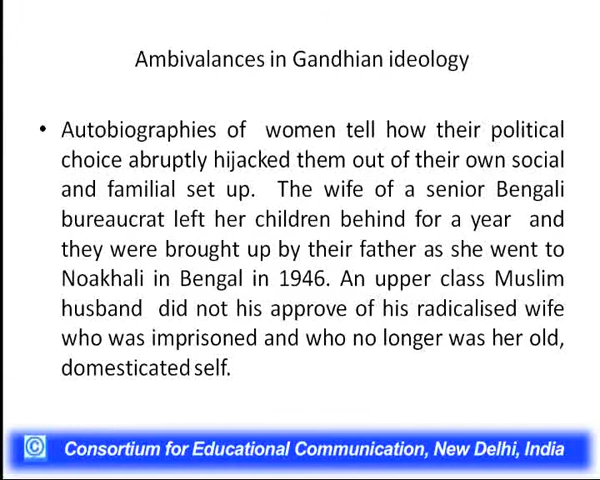 Ambivalances in Gandhian ideology
• Autobiographies of women tell how their political
choice abruptly hijacked them out of their own social
and familial set up. The wife of a senior Bengali
bureaucrat left her children behind for a year and
they were brought up by their father as she went to
Noakhali in Bengal in 1946. An upper class Muslim
husband did not his approve of his radicalised wife
who was imprisoned and who no longer was her old,
domesticated self.
© Consortium for Educational Communication, New Delhi, India